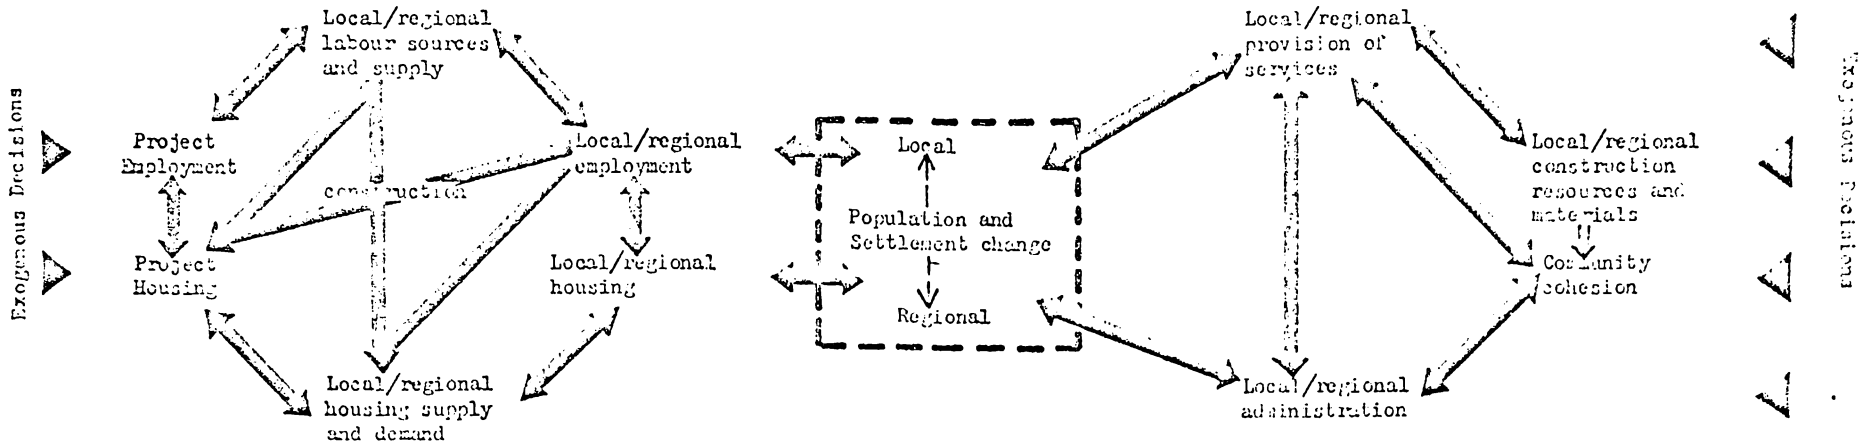 Exogenous Decisions
Local/regional
labour sources
and supply
Project
Employment
Local/regional
employment
construction
Project
Housing
Local/regional
housing
Local/regional
housing supply
and demand
Local
Population and
Settlement change
Regional
Local/regional
provision of
services
Local/regional
construction
resources and
materials
Community
cohesion
Local/regional
administration
Exogenous Decisions